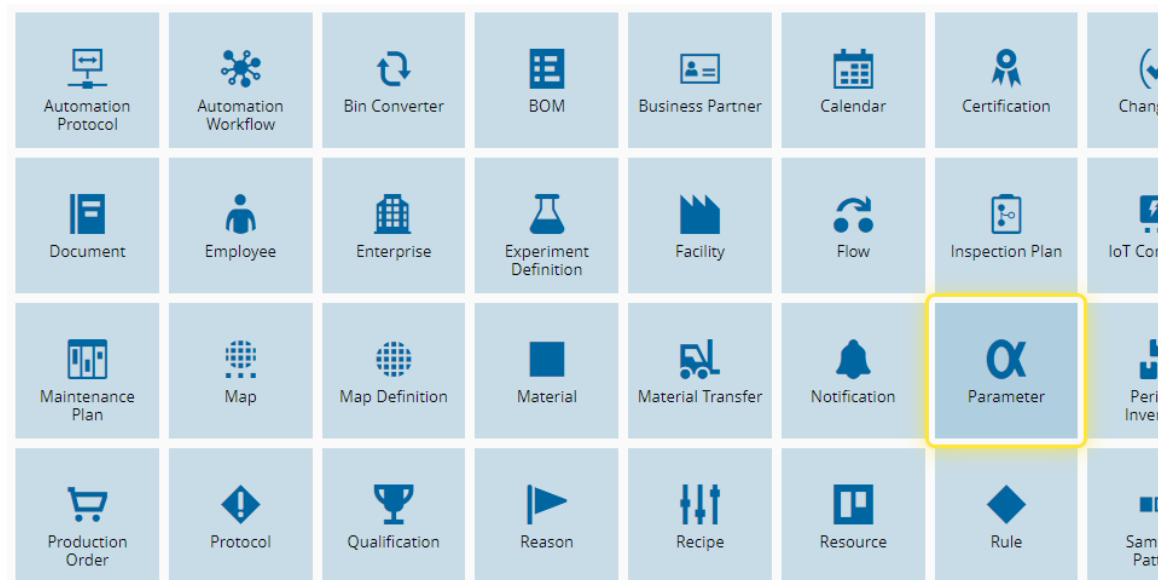 Automation
Protocol
Automation
Workflow
Bin Converter
BOM
Business Partner
Calendar
Certification
Document
Employee
Enterprise
Experiment
Definition
Facility
Flow
Inspection Plan
IoT
Maintenance
Plan
Map
Map Definition
Material
Material Transfer
Notification
Parameter
Production
Order
Protocol
Qualification
Reason
Recipe
Resource
Rule